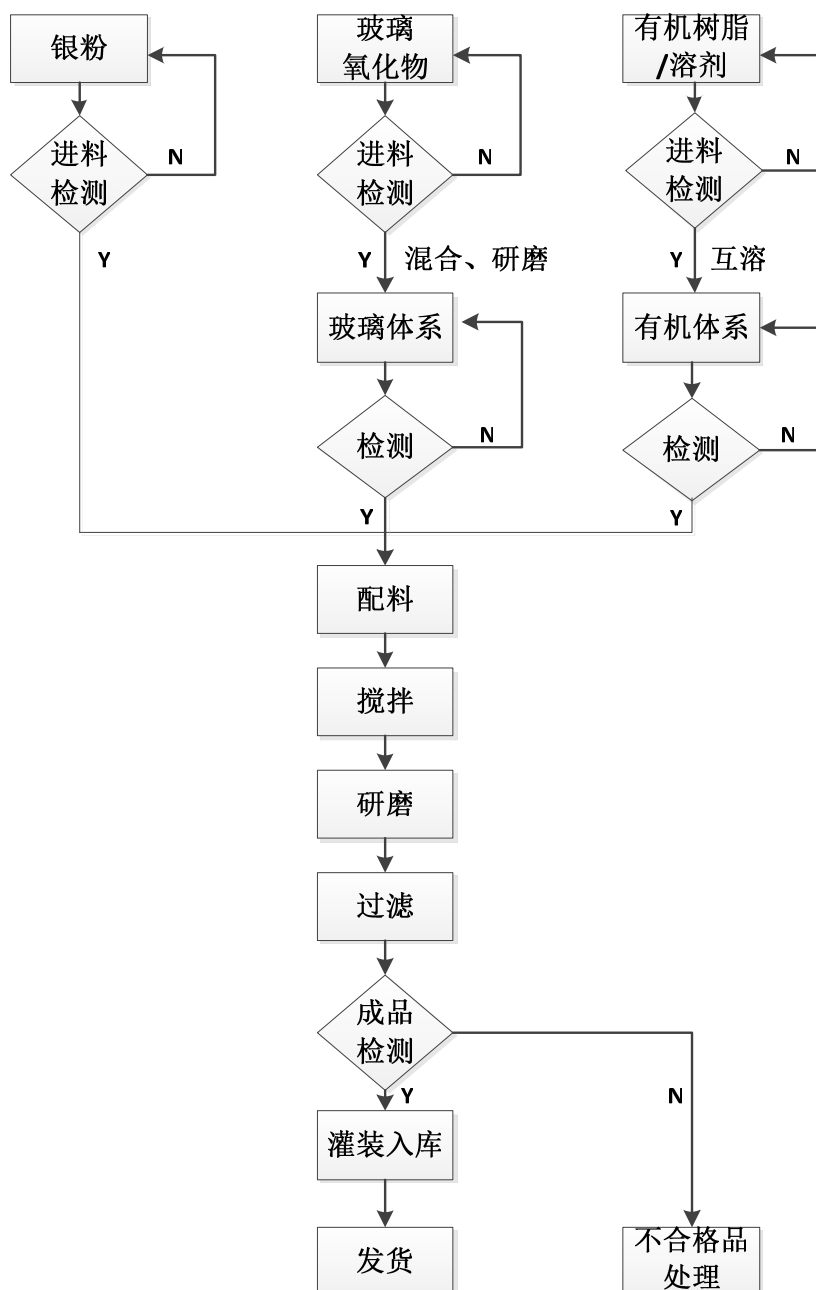 银粉
玻璃
氧化物
有机树脂
/溶剂
进料
检测
N
进料
检测
N
进料
检测
N
Y
Y
混合、研磨
Y
互溶
玻璃体系
有机体系
检测
N
检测
N
Y
Y
配料
搅拌
研磨
过滤
成品
检测
Y
N
灌装入库
发货
不合格品
处理